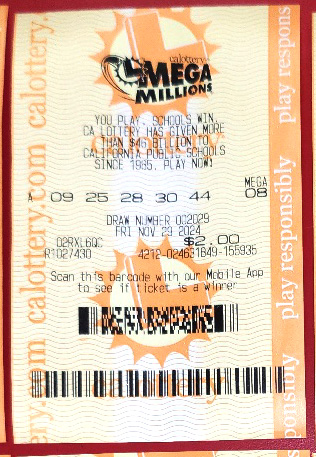 calottery
MEGA
MILLIONS
YOU PLAY. SCHOOLS WIN.
CA LOTTERY HAS GIVEN MORE
THAN $46 BILLION TO
CALIFORNIA PUBLIC SCHOOLS
SINCE 1985. PLAY NOW!
MEGA
A 09 25 28 30 44 08
DRAW NUMBER 002029
FRI NOV 29 2024
02RXL6QC $2.00
R1027430 4212-024631649-155935
Scan this barcode with our Mobile App
to see if ticket is a winner
calottery.com calottery.
play responsibly play respons